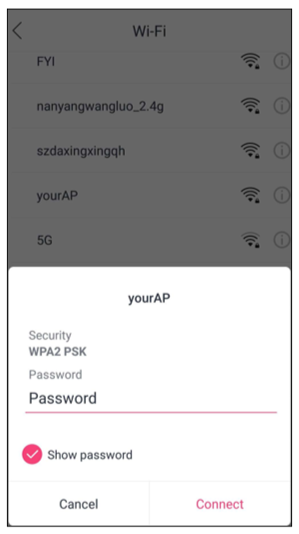 Wi-Fi
FYI
nanyangwangluo_2.4g
szdaxingxingqh
yourAP
5G
yourAP
Security
WPA2 PSK
Password
Password
Show password
Cancel
Connect